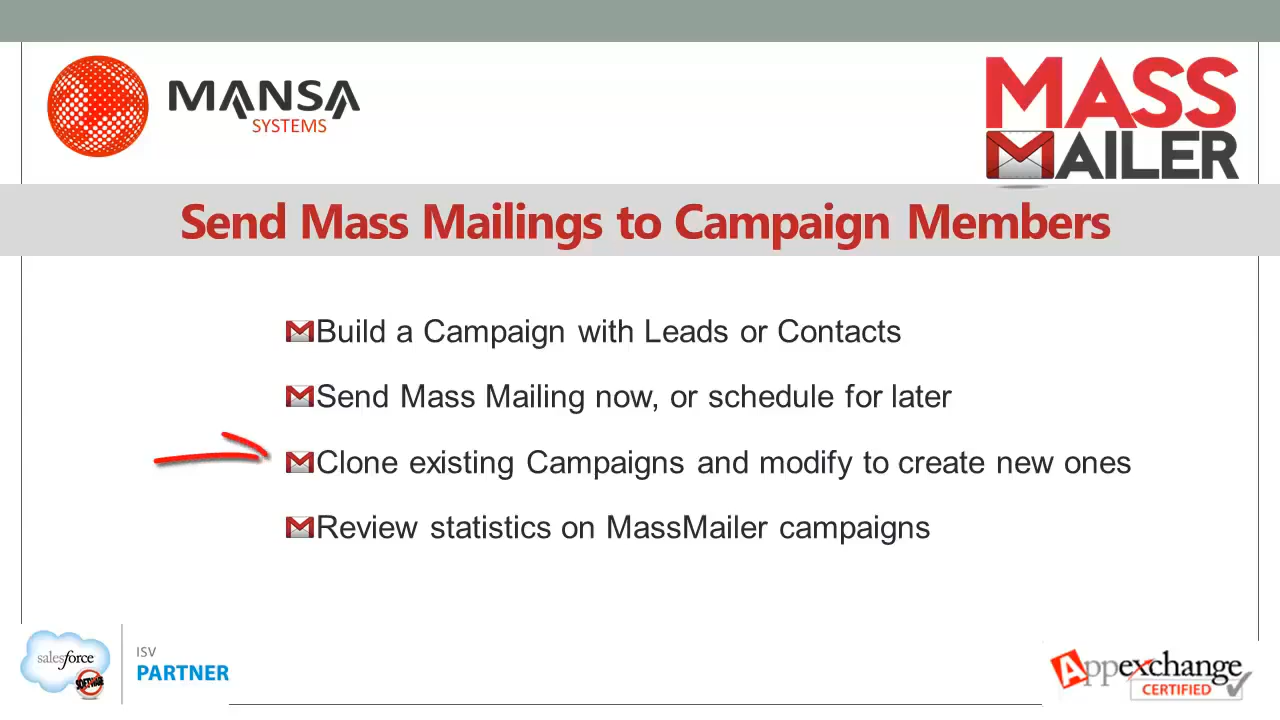 MANSA
SYSTEMS
MASS
MAILER
Send Mass Mailings to Campaign Members
Build a Campaign with Leads or Contacts
Send Mass Mailing now, or schedule for later
Clone existing Campaigns and modify to create new ones
Review statistics on MassMailer campaigns
salesforce
SOFTWARE
ISV
PARTNER
Appexchange
CERTIFIED